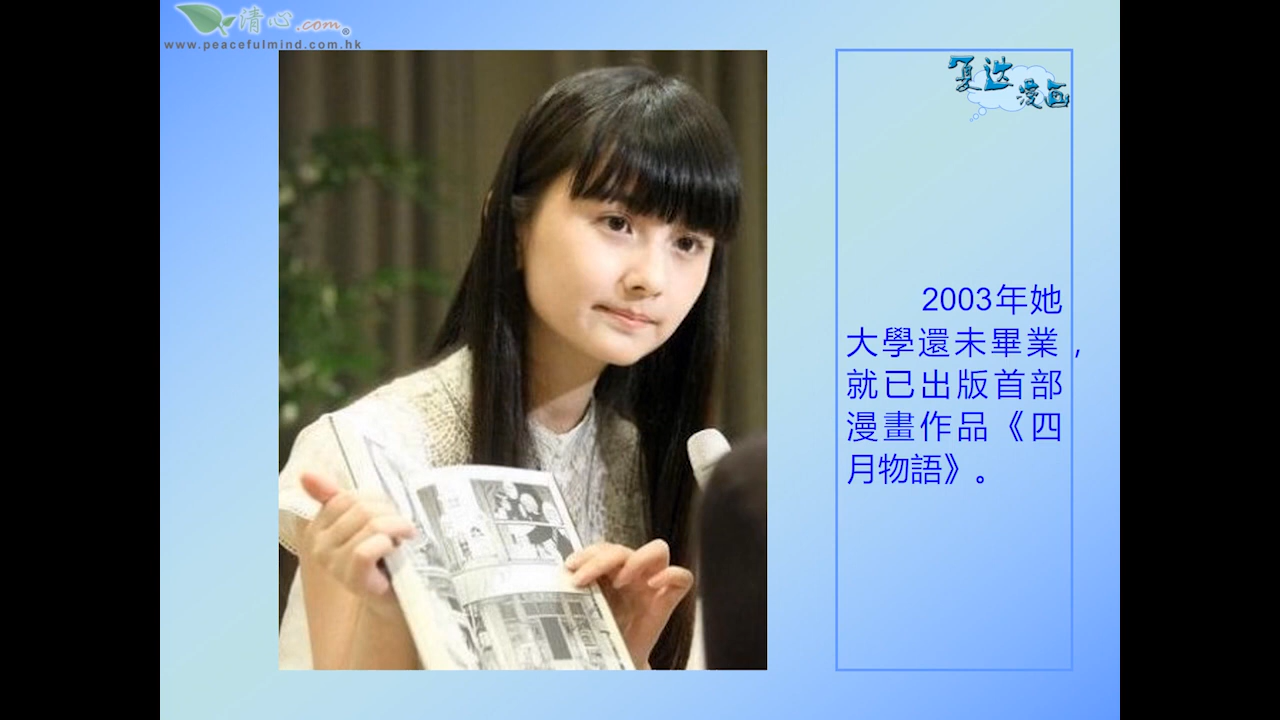 清心.com®
www.peacefulmind.com.hk
夏达
漫画
2003年她
大學還未畢業，
就已出版首部
漫畫作品《四
月物語》。